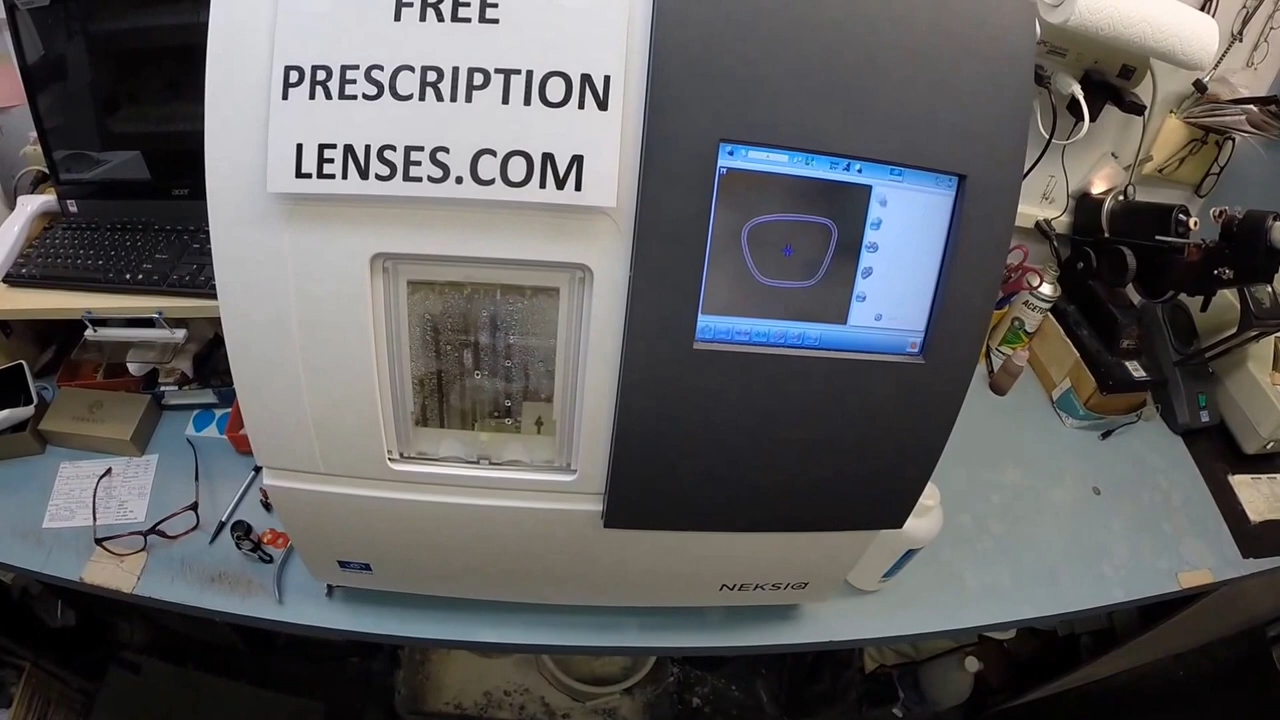 FREE
PRESCRIPTION
LENSES.COM
acer
ACETO
NEKSIA